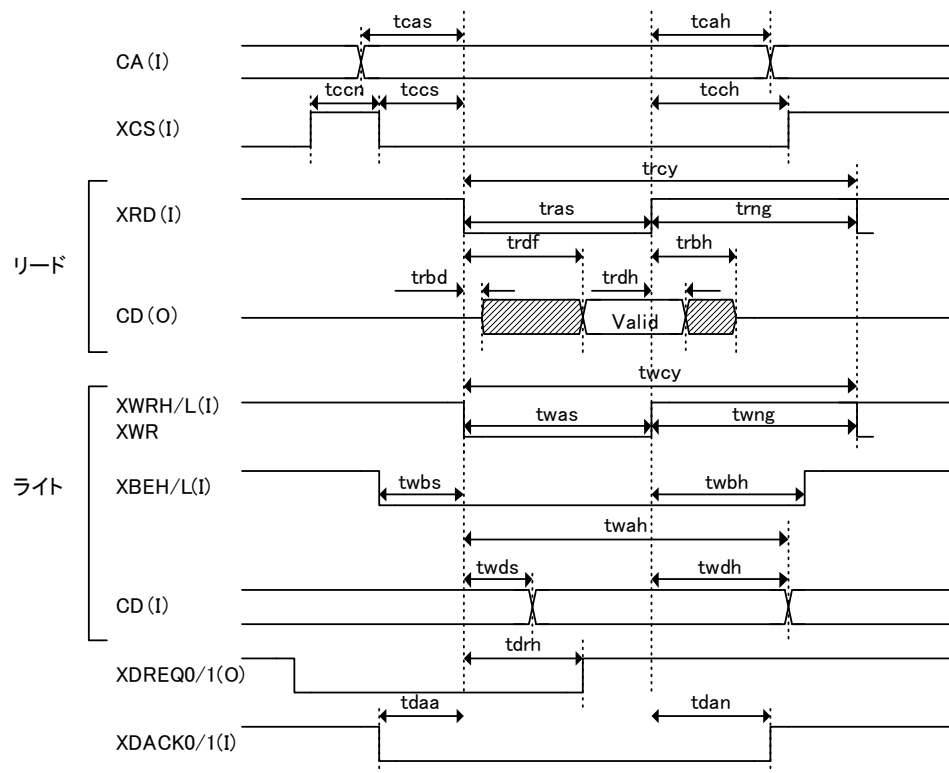 tcas
tcah
CA(I)
tccn
tccs
tcch
XCS(I)
trcy
XRD(I)
tras
trng
リード
trdf
trbh
trbd
trdh
CD(O)
Valid
twcy
XWRH/L(I)
XWR
twas
twng
ライト
XBEH/L(I)
twbs
twbh
twah
twds
twdh
CD(I)
tdrh
XDREQ0/1(O)
tdaa
tdan
XDACK0/1(I)